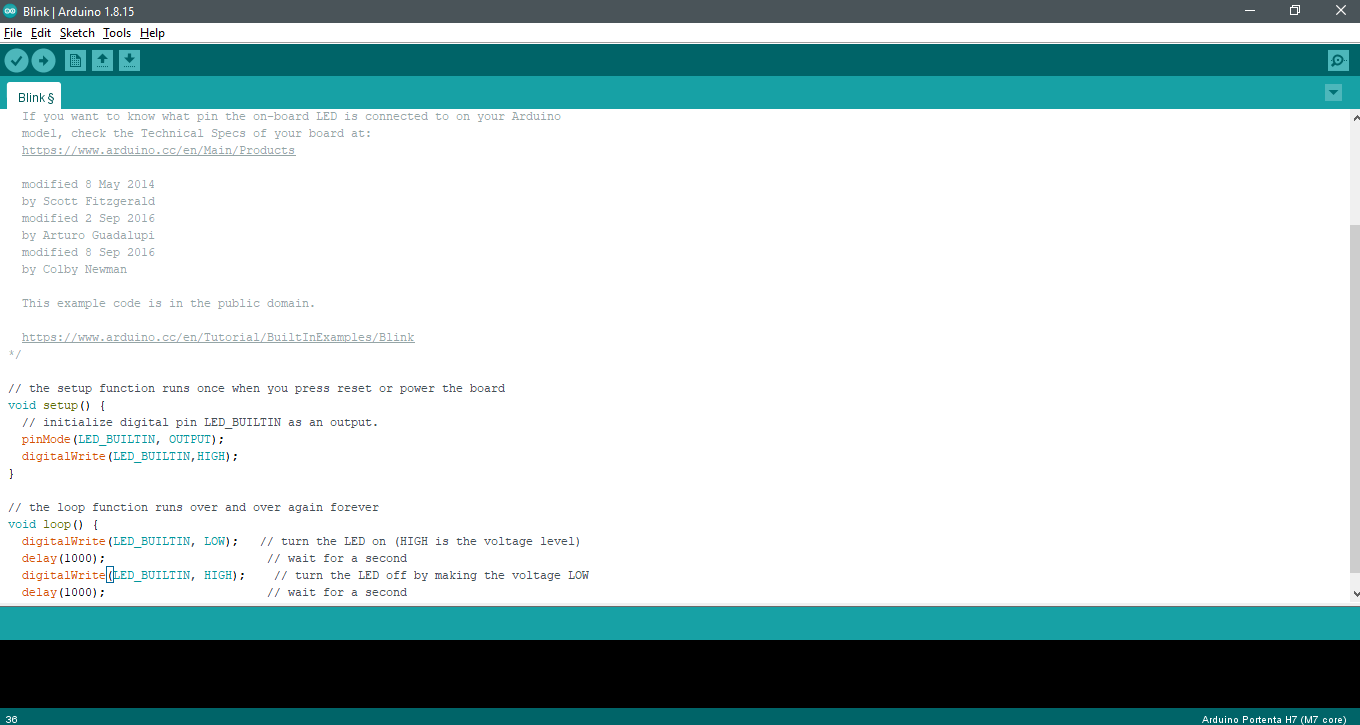 Blink | Arduino 1.8.15
File Edit Sketch Tools Help
Blink §
If you want to know what pin the on-board LED is connected to on your Arduino
model, check the Technical Specs of your board at:
https://www.arduino.cc/en/Main/Products
modified 8 May 2014
by Scott Fitzgerald
modified 2 Sep 2016
by Arturo Guadalupi
modified 8 Sep 2016
by Colby Newman
This example code is in the public domain.
https://www.arduino.cc/en/Tutorial/BuiltInExamples/Blink
*/
// the setup function runs once when you press reset or power the board
void setup() {
// initialize digital pin LED_BUILTIN as an output.
pinMode(LED_BUILTIN, OUTPUT);
digitalWrite(LED_BUILTIN,HIGH);
}
// the loop function runs over and over again forever
void loop() {
digitalWrite(LED_BUILTIN, LOW);   // turn the LED on (HIGH is the voltage level)
delay(1000);                       // wait for a second
digitalWrite(LED_BUILTIN, HIGH);    // turn the LED off by making the voltage LOW
delay(1000);                       // wait for a second
36
Arduino Portenta H7 (M7 core)